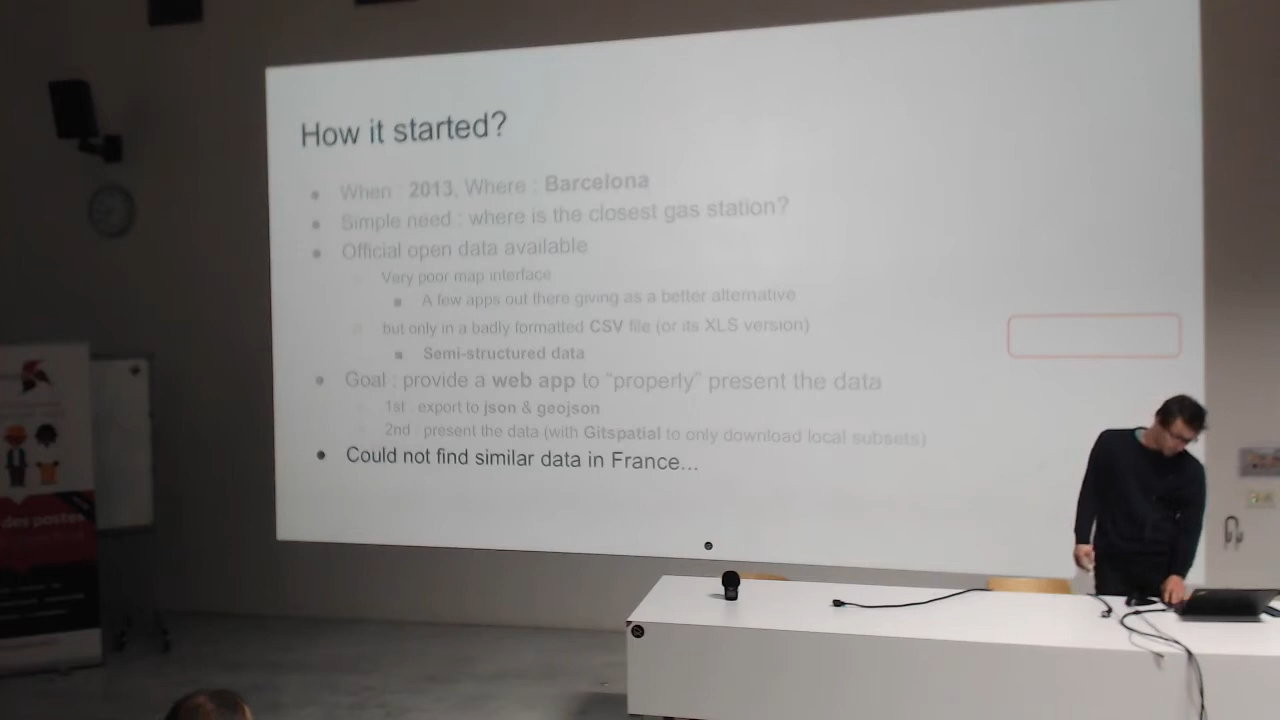 How it started?
● When : 2013. Where : Barcelona
● Simple need : where is the closest gas station?
● Official open data available
Very poor map interface
■ A few apps out there giving as a better alternative
but only in a badly formatted CSV file (or its XLS version)
■ Semi-structured data
● Goal : provide a web app to “properly” present the data
1st : export to json & geojson
2nd : present the data (with Gitspatial to only download local subsets)
● Could not find similar data in France...
des postes